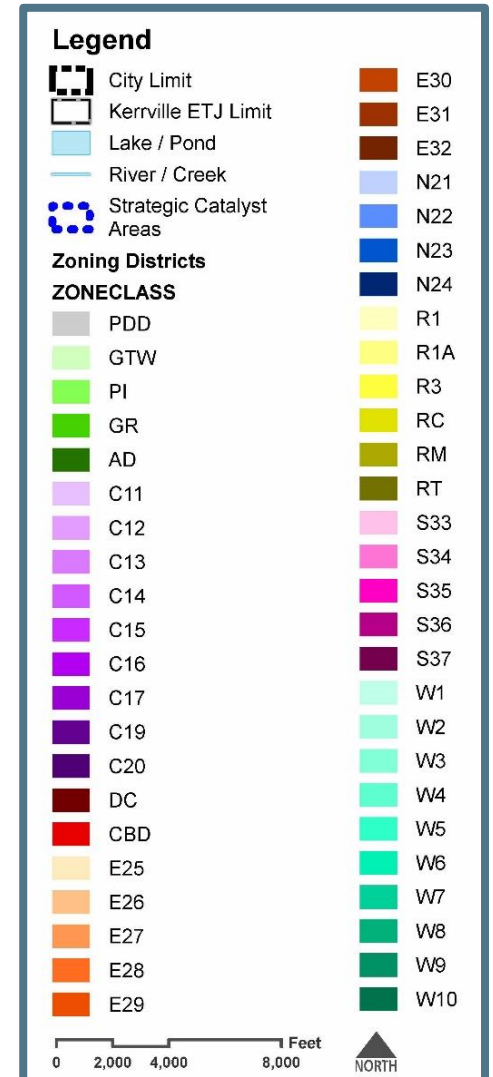 Legend
City Limit
Kerrville ETJ Limit
Lake / Pond
River / Creek
Strategic Catalyst
Areas
Zoning Districts
ZONECLASS
PDD
GTW
PI
GR
AD
C11
C12
C13
C14
C15
C16
C17
C19
C20
DC
CBD
E25
E26
E27
E28
E29
E30
E31
E32
N21
N22
N23
N24
R1
R1A
R3
RC
RM
RT
S33
S34
S35
S36
S37
W1
W2
W3
W4
W5
W6
W7
W8
W9
W10
Feet
0 2,000 4,000 8,000
NORTH